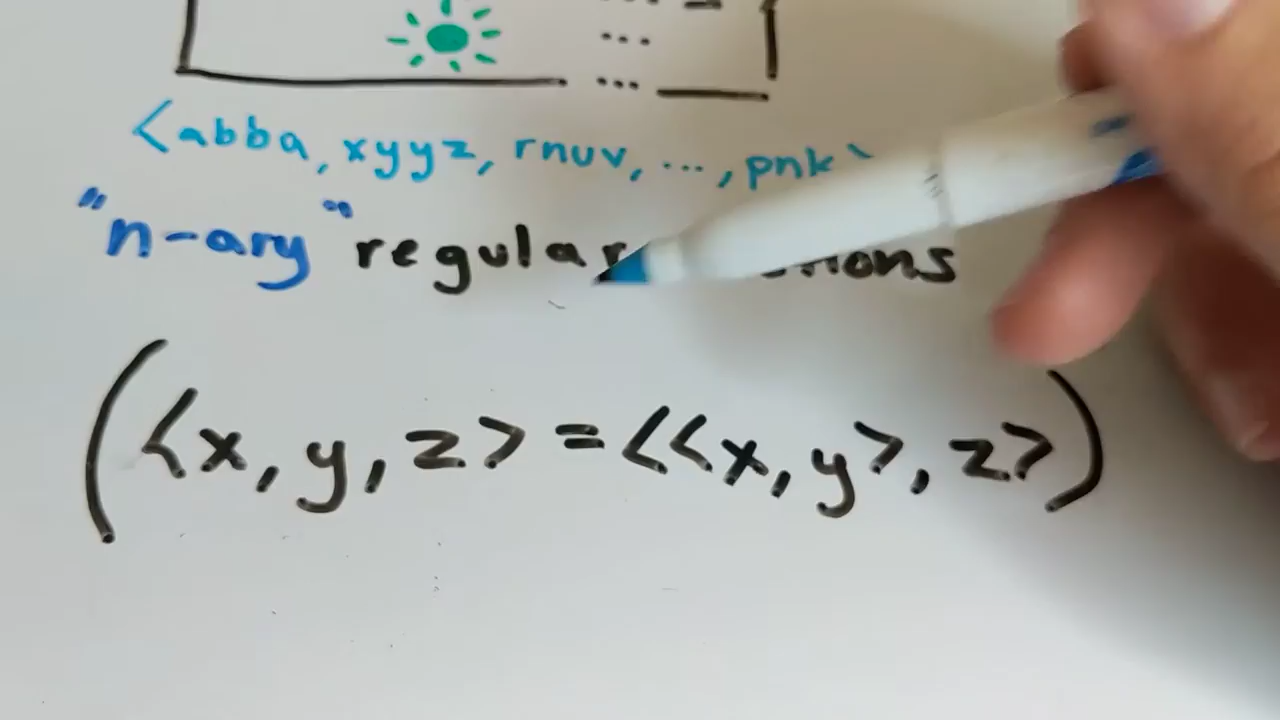 <abba, xyyz, rnuv, ..., pnk
"n-ary" regular
(<x, y, z> = <<x, y>, z>)